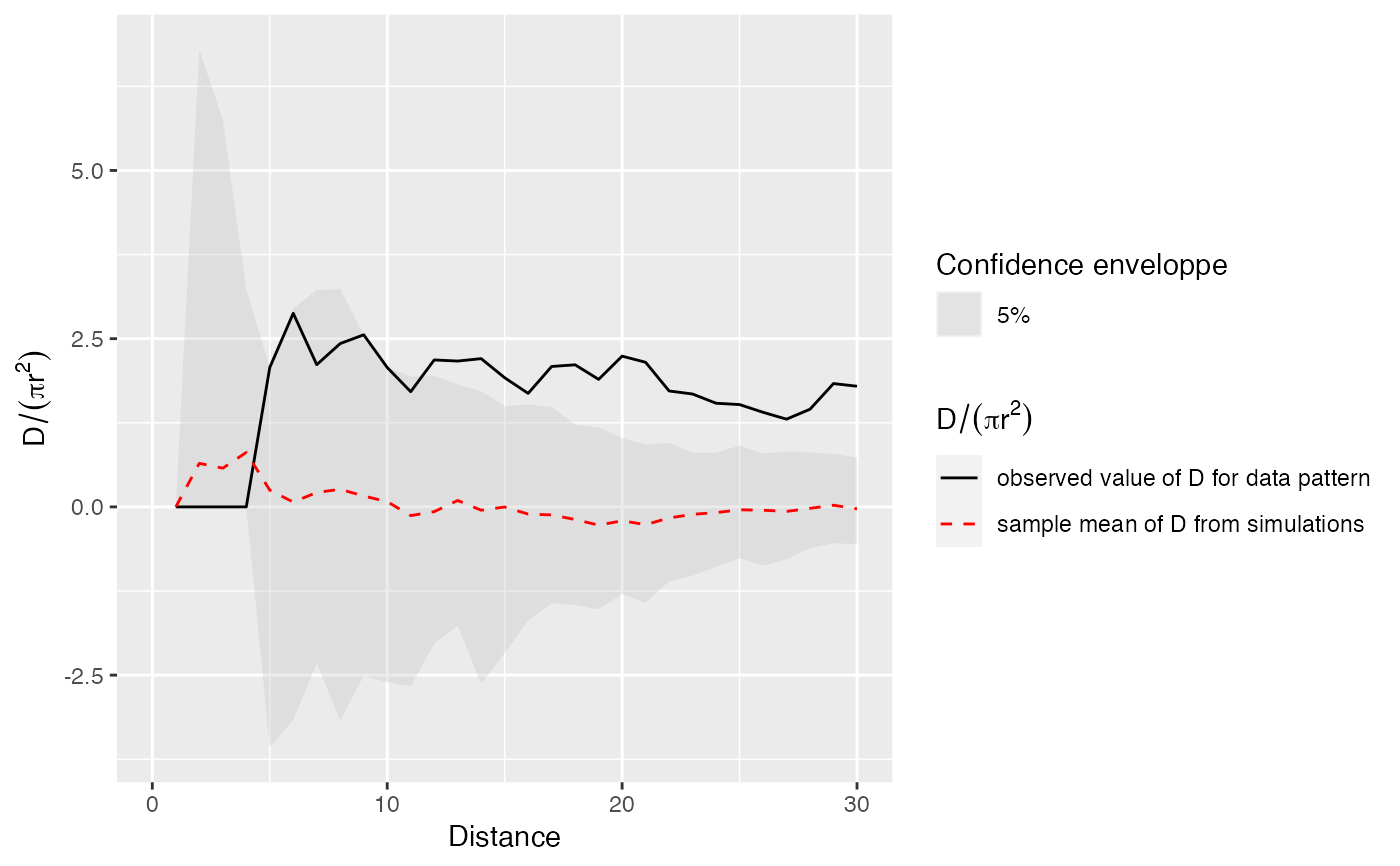 D/(πr²)
5.0
2.5
0.0
-2.5
0
10
20
30
Distance
Confidence enveloppe
5%
D/(πr²)
observed value of D for data pattern
sample mean of D from simulations